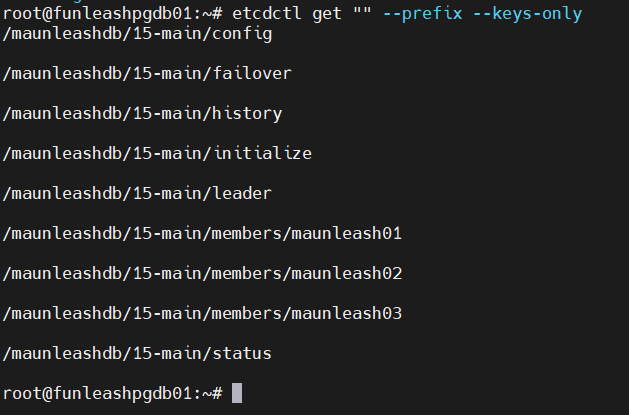 root@funleashpgdb01:~# etcdctl get "" --prefix --keys-only
/maunleashdb/15-main/config
/maunleashdb/15-main/failover
/maunleashdb/15-main/history
/maunleashdb/15-main/initialize
/maunleashdb/15-main/leader
/maunleashdb/15-main/members/maunleash01
/maunleashdb/15-main/members/maunleash02
/maunleashdb/15-main/members/maunleash03
/maunleashdb/15-main/status
root@funleashpgdb01:~#